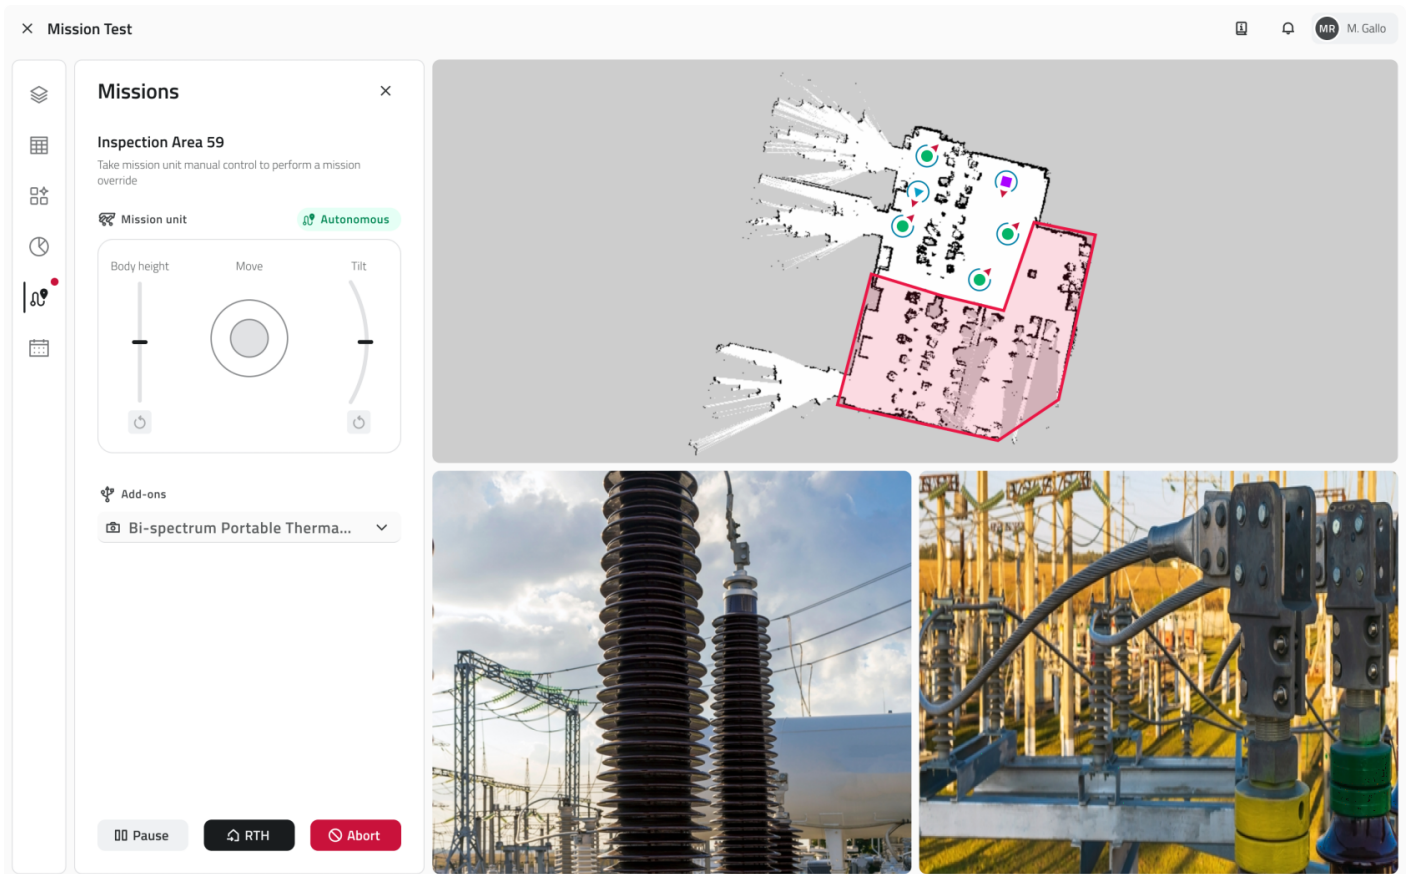 Mission Test
MR
M. Gallo
Missions
Inspection Area 59
Take mission unit manual control to perform a mission
override
Mission unit
Autonomous
Body height
Move
Tilt
Add-ons
Bi-spectrum Portable Therma...
Pause
RTH
Abort